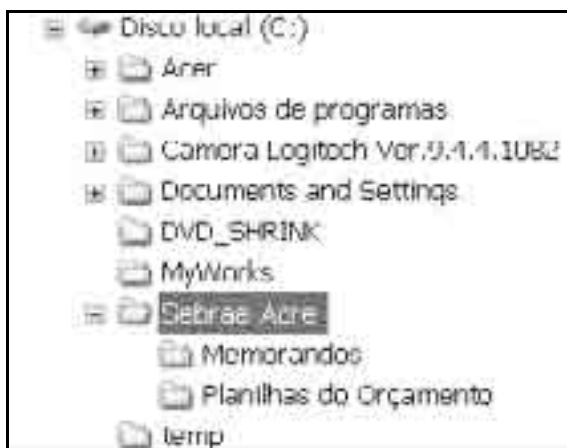 Disco local (C:)
Acer
Arquivos de programas
Camera Logitech Ver.9.4.4.1082
Documents and Settings
DVD_SHRINK
MyWorks
Sebrae Acre
Memorandos
Planilhas do Orçamento
temp